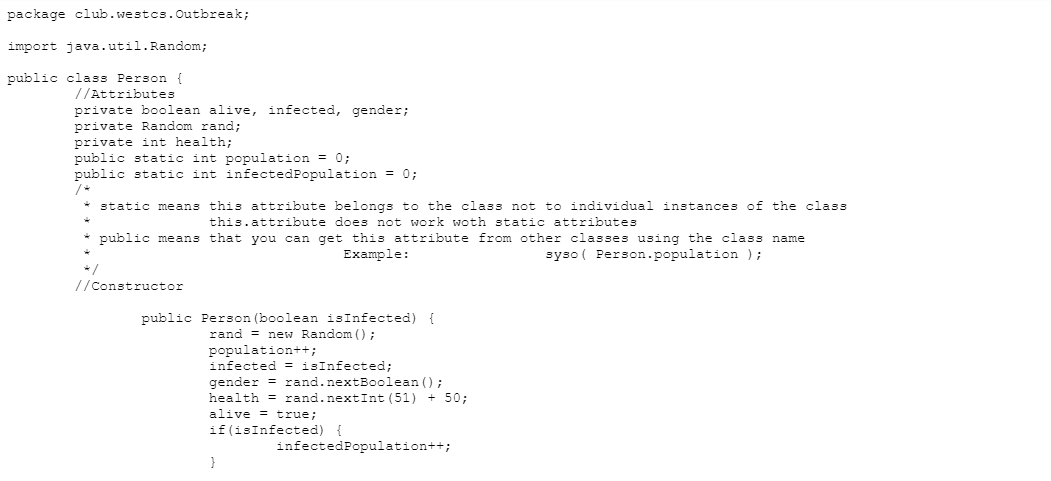 package club.westcs.Outbreak;
import java.util.Random;
public class Person {
//Attributes
private boolean alive, infected, gender;
private Random rand;
private int health;
public static int population = 0;
public static int infectedPopulation = 0;
/*
* static means this attribute belongs to the class not to individual instances of the class
* this.attribute does not work woth static attributes
* public means that you can get this attribute from other classes using the class name
* Example: syso( Person.population );
*/
//Constructor
public Person(boolean isInfected) {
rand = new Random();
population++;
infected = isInfected;
gender = rand.nextBoolean();
health = rand.nextInt(51) + 50;
alive = true;
if(isInfected) {
infectedPopulation++;
}